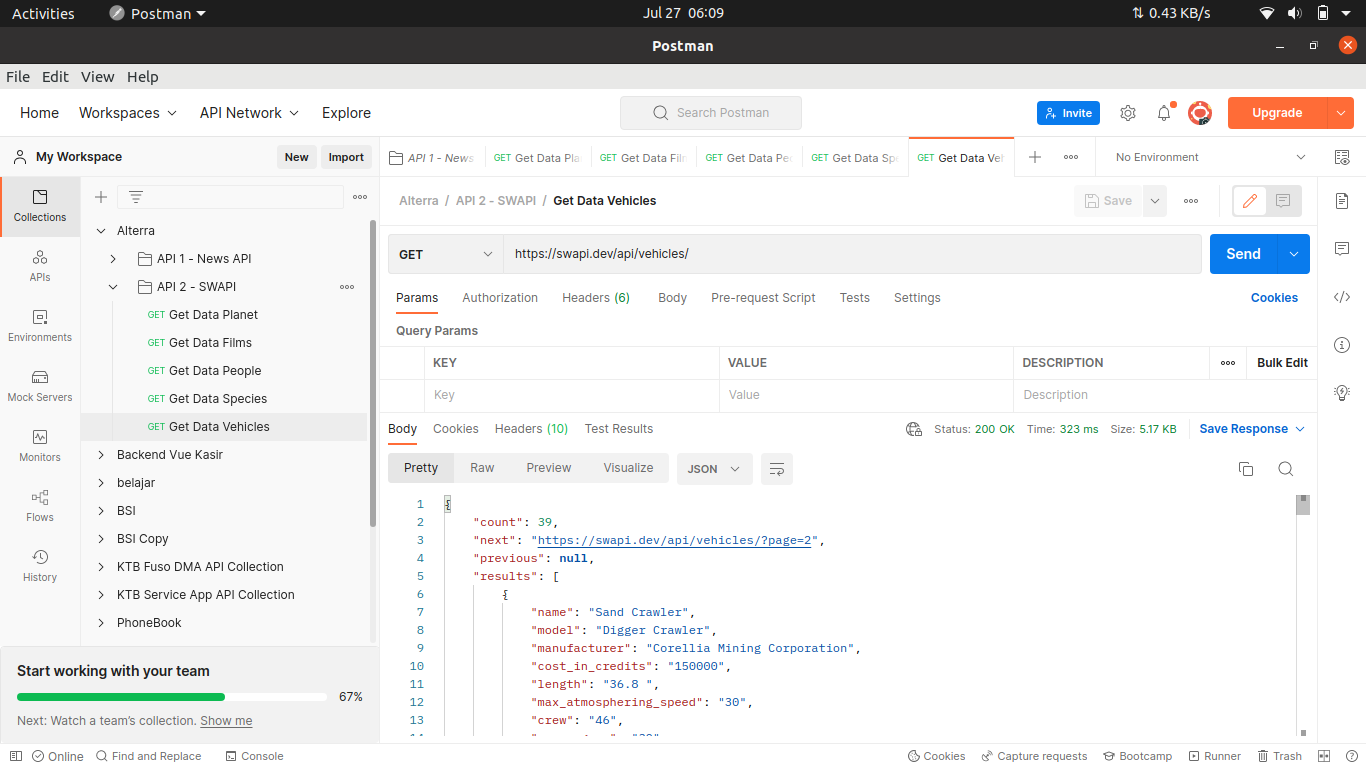 Activities
Postman
Jul 27 06:09
0.43 KB/s
Postman
File Edit View Help
Home Workspaces API Network Explore
Search Postman
Invite
Upgrade
My Workspace
New
Import
API 1 - News
GET Get Data Pla
GET Get Data Fil
GET Get Data Pe
GET Get Data Sp
GET Get Data Veh
No Environment
Collections
APIs
Environments
Mock Servers
Monitors
Flows
History
Alterra
API 1 - News API
API 2 - SWAPI
GET Get Data Planet
GET Get Data Films
GET Get Data People
GET Get Data Species
GET Get Data Vehicles
Backend Vue Kasir
belajar
BSI
BSI Copy
KTB Fuso DMA API Collection
KTB Service App API Collection
PhoneBook
Start working with your team
67%
Next: Watch a team's collection. Show me
Alterra / API 2 - SWAPI / Get Data Vehicles
Save
GET
https://swapi.dev/api/vehicles/
Send
Params Authorization Headers (6) Body Pre-request Script Tests Settings
Cookies
Query Params
KEY VALUE DESCRIPTION
Bulk Edit
Key Value Description
Body Cookies Headers (10) Test Results
Status: 200 OK Time: 323 ms Size: 5.17 KB
Save Response
Pretty Raw Preview Visualize
JSON
1 {
2 "count": 39,
3 "next": "https://swapi.dev/api/vehicles/?page=2",
4 "previous": null,
5 "results": [
6 {
7 "name": "Sand Crawler",
8 "model": "Digger Crawler",
9 "manufacturer": "Corellia Mining Corporation",
10 "cost_in_credits": "150000",
11 "length": "36.8 ",
12 "max_atmosphering_speed": "30",
13 "crew": "46",
Online
Find and Replace
Console
Cookies
Capture requests
Bootcamp
Runner
Trash